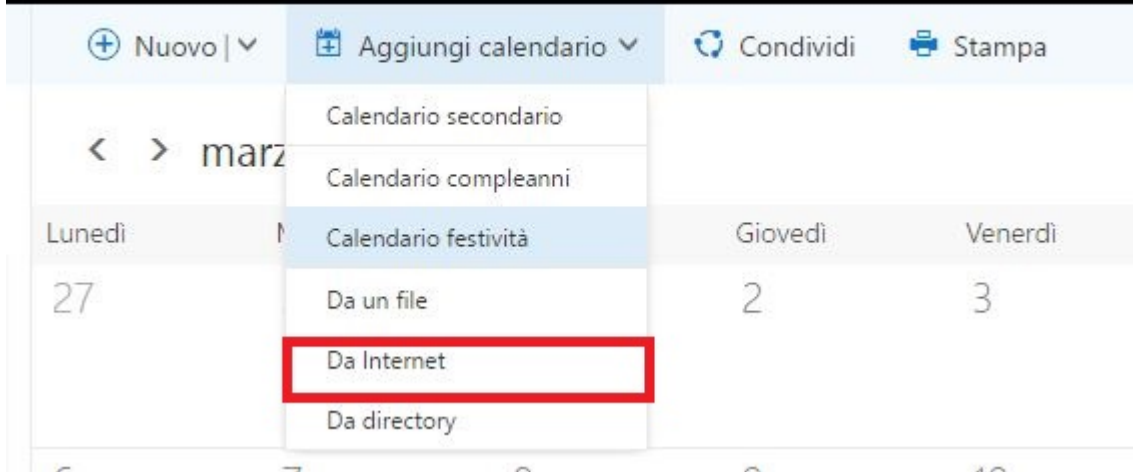 Nuovo | Aggiungi calendario Condividi Stampa
Calendario secondario
marz
Calendario compleanni
Lunedì Calendario festività Giovedì Venerdì
27 Da un file 2 3
Da Internet
Da directory